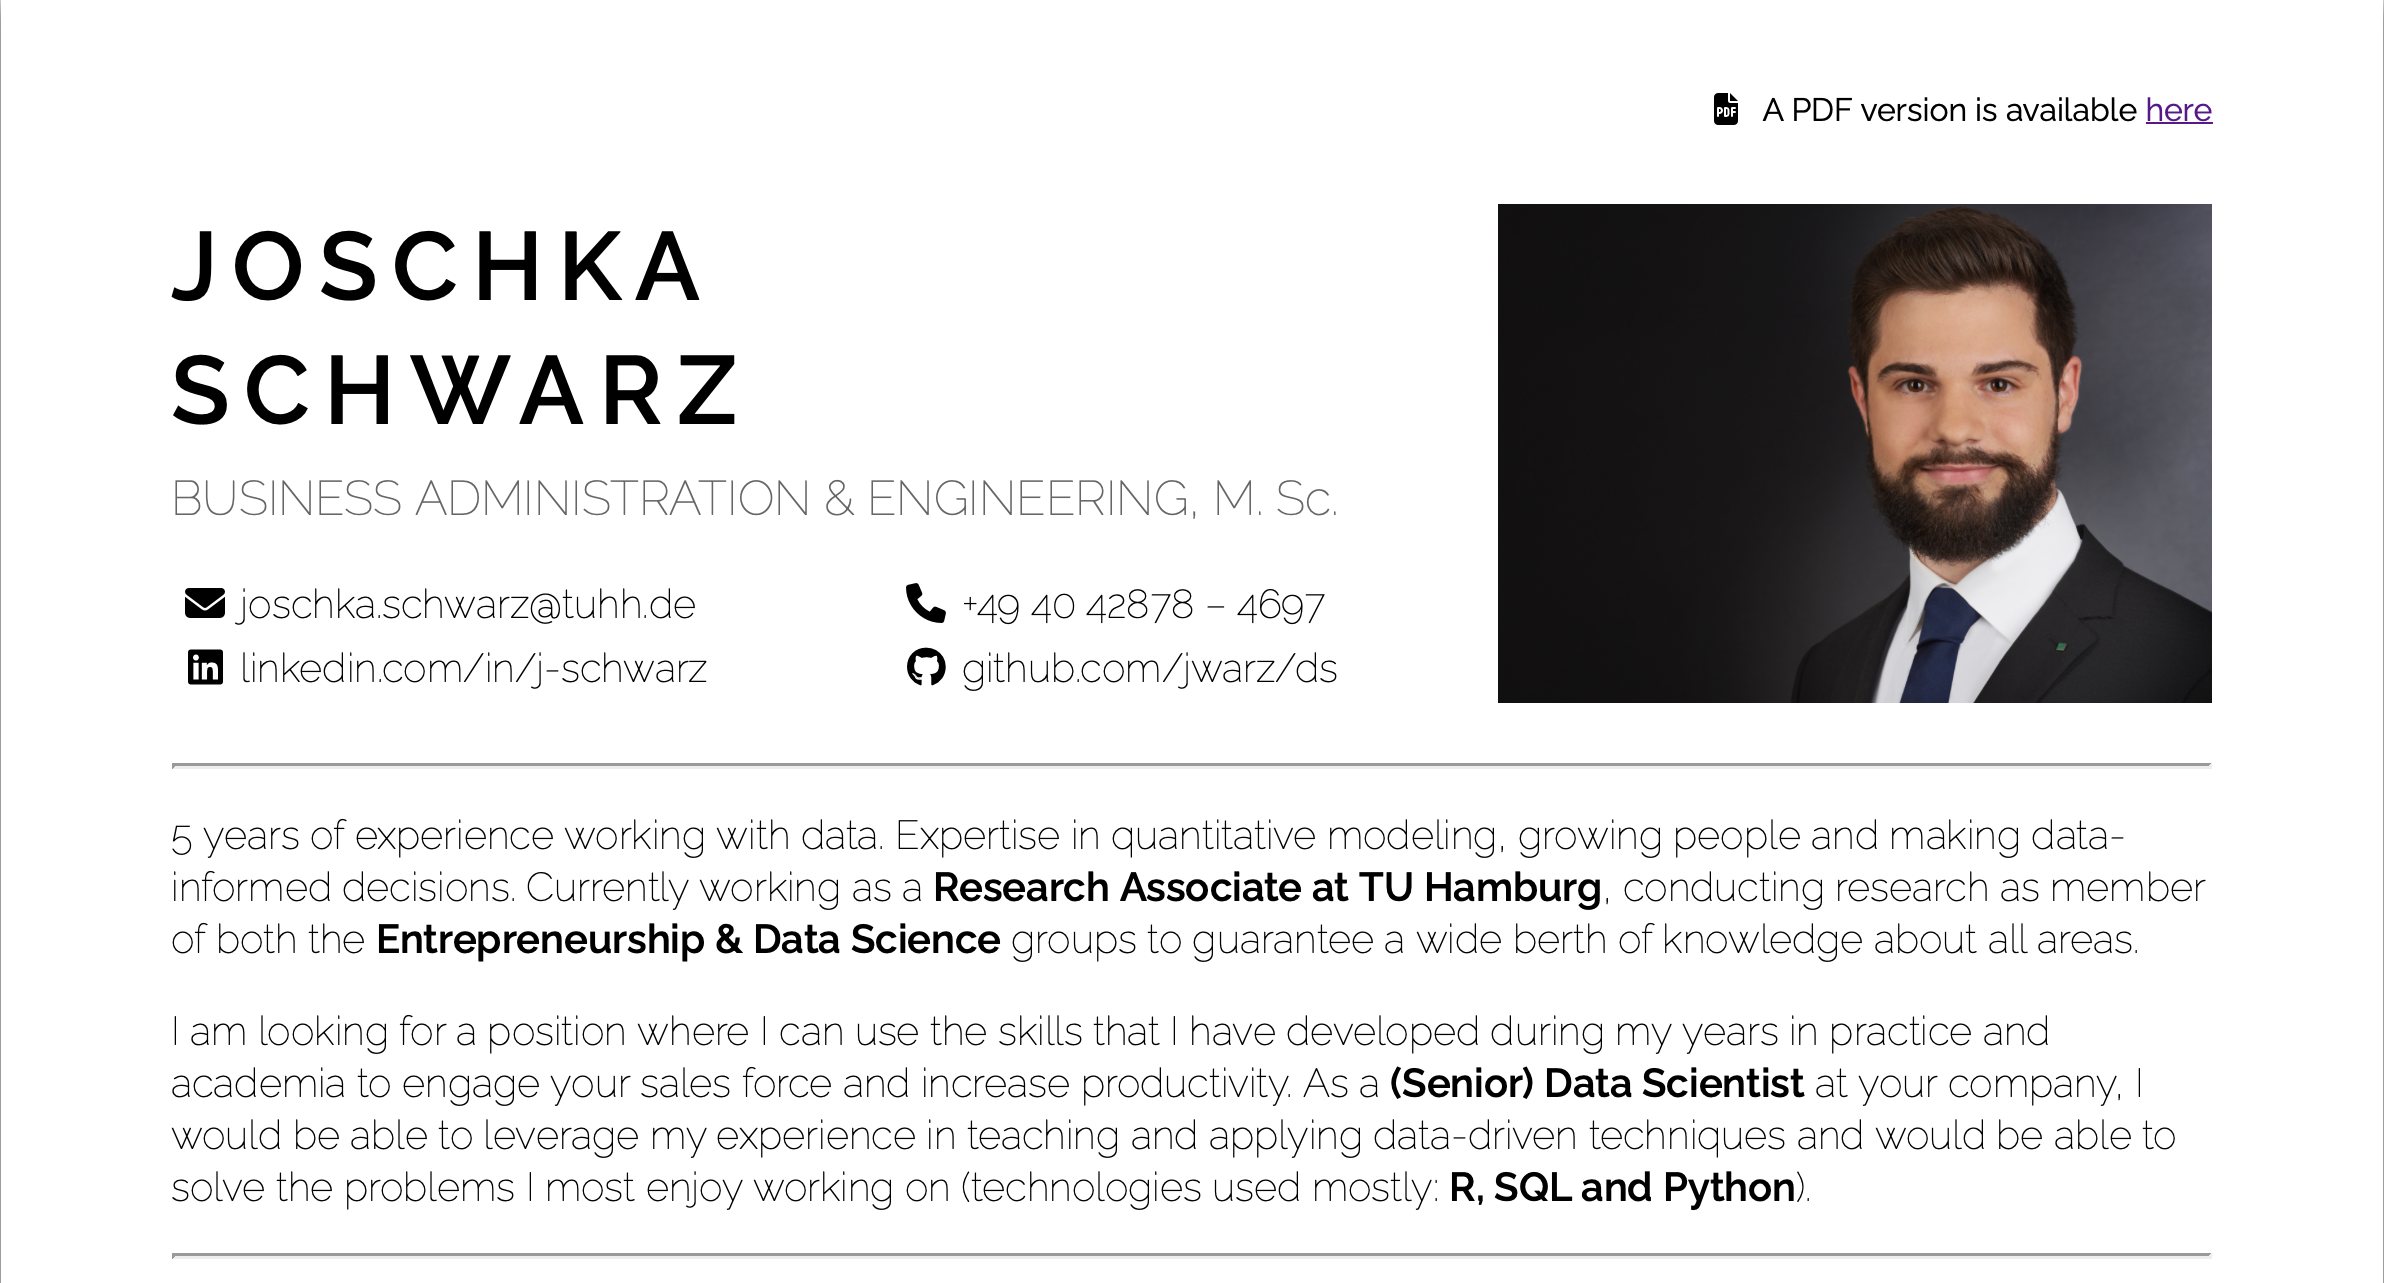 PDF A PDF version is available here
JOSCHKA
SCHWARZ
BUSINESS ADMINISTRATION & ENGINEERING, M. Sc.
joschka.schwarz@tuhh.de
+49 40 42878 – 4697
in linkedin.com/in/j-schwarz
github.com/jwarz/ds
5 years of experience working with data. Expertise in quantitative modeling, growing people and making data-
informed decisions. Currently working as a Research Associate at TU Hamburg, conducting research as member
of both the Entrepreneurship & Data Science groups to guarantee a wide berth of knowledge about all areas.
I am looking for a position where I can use the skills that I have developed during my years in practice and
academia to engage your sales force and increase productivity. As a (Senior) Data Scientist at your company, I
would be able to leverage my experience in teaching and applying data-driven techniques and would be able to
solve the problems I most enjoy working on (technologies used mostly: R, SQL and Python).